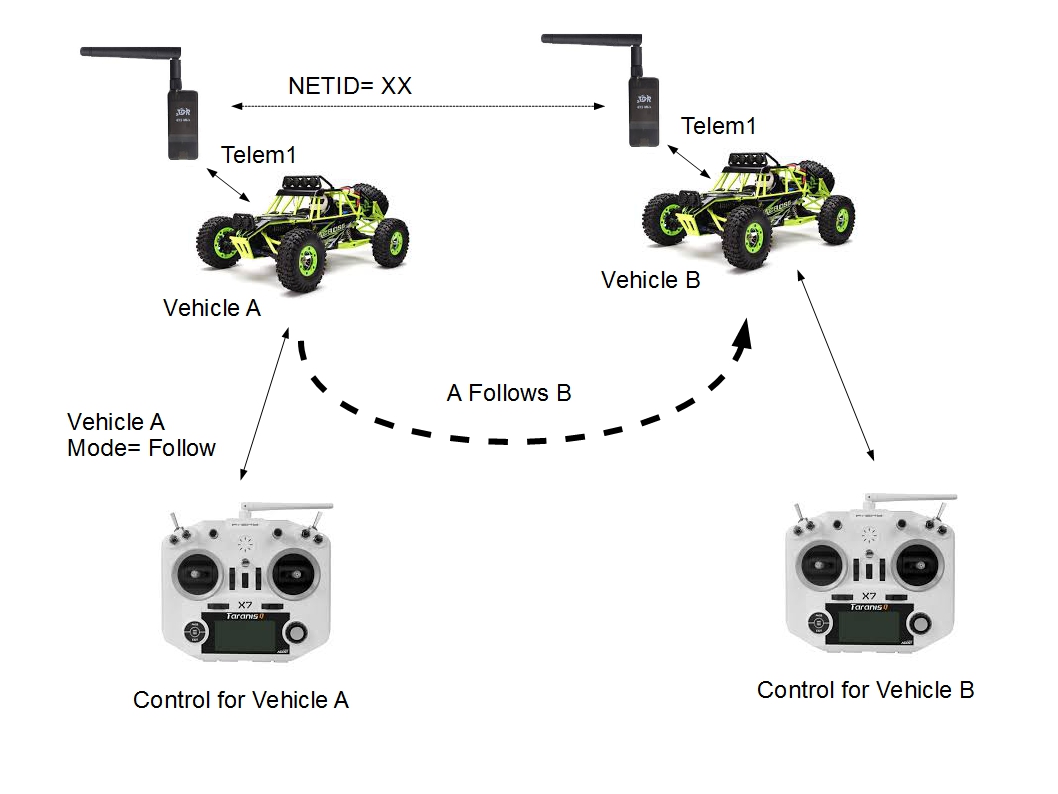 NETID= XX
Telem1
Telem1
Vehicle A
Vehicle B
A Follows B
Vehicle A
Mode= Follow
X7
Taranis Q
X7
Taranis Q
Control for Vehicle A
Control for Vehicle B